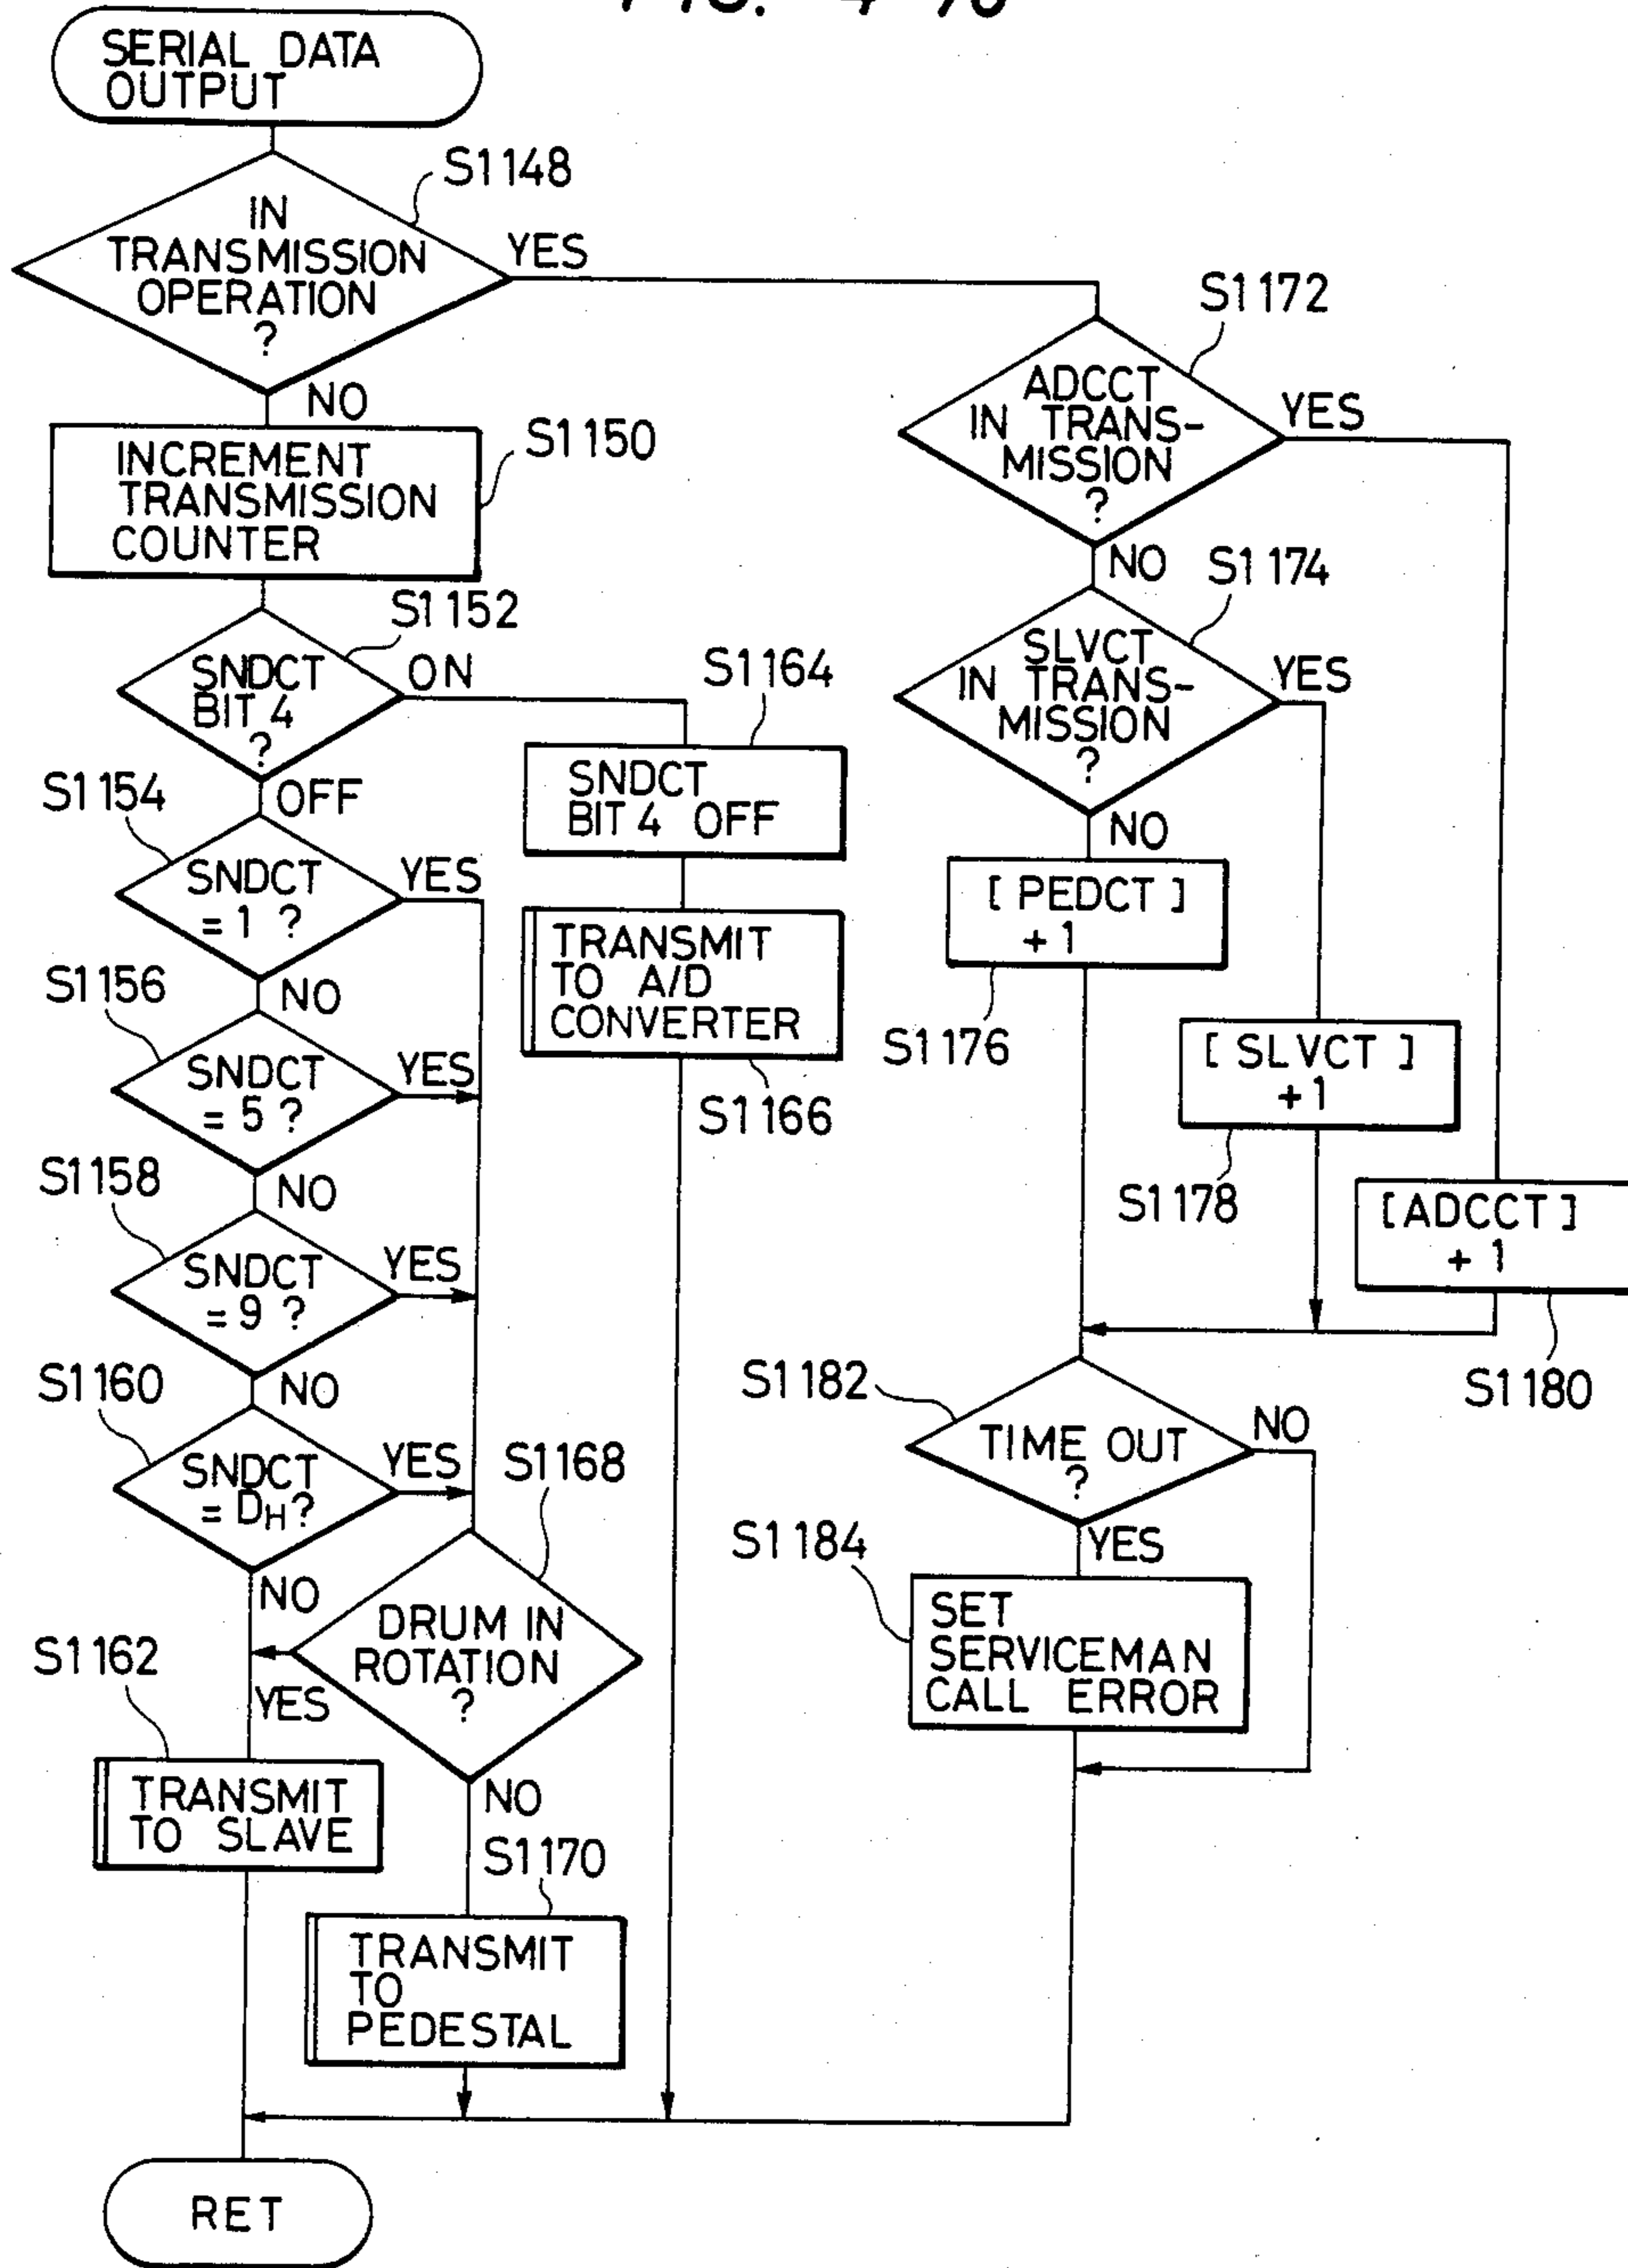 SERIAL DATA
OUTPUT
S1148
IN
TRANSMISSION
OPERATION
?
YES
NO
S1150
INCREMENT
TRANSMISSION
COUNTER
S1152
SNDCT
BIT 4
?
ON
OFF
S1164
SNDCT
BIT 4 OFF
TRANSMIT
TO A/D
CONVERTER
S1166
S1154
SNDCT
= 1 ?
YES
NO
S1156
SNDCT
= 5 ?
YES
NO
S1158
SNDCT
= 9 ?
YES
NO
S1160
SNDCT
= DH ?
YES
NO
S1168
DRUM IN
ROTATION
?
YES
NO
S1162
TRANSMIT
TO SLAVE
S1170
TRANSMIT
TO
PEDESTAL
S1172
ADCCT
IN TRANS-
MISSION
?
YES
NO
S1174
SLVCT
IN TRANS-
MISSION
?
YES
NO
[ PEDCT ]
+ 1
S1176
[ SLVCT ]
+ 1
S1178
[ADCCT ]
+ 1
S1180
S1182
TIME OUT
?
NO
YES
S1184
SET
SERVICEMAN
CALL ERROR
RET